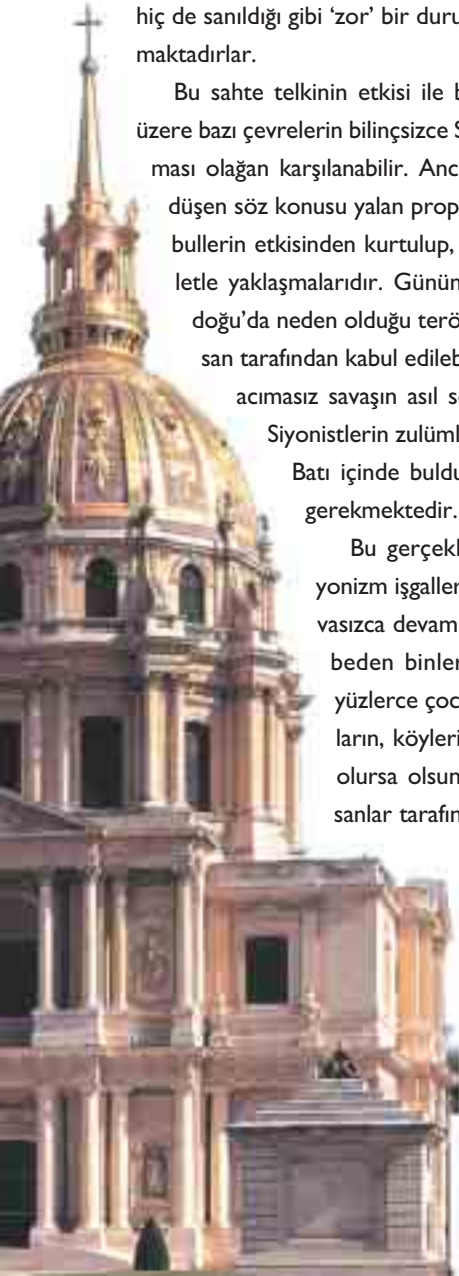 hiç de sanıldığı gibi ‘zor’ bir duru
maktadırlar.
Bu sahte telkinin etkisi ile b
üzere bazı çevrelerin bilinçsizce S
ması olağan karşılanabilir. Anc
düşen söz konusu yalan prop
bullerin etkisinden kurtulup,
letle yaklaşmalarıdır. Günüm
doğu’da neden olduğu terö
san tarafından kabul edileb
acımasız savaşın asıl s
Siyonistlerin zulüml
Batı içinde buldu
gerekmektedir.
Bu gerçekl
yonizm işgaller
vasızca devam
beden binler
yüzlerce çoc
ların, köyleri
olursa olsun
sanlar tarafın